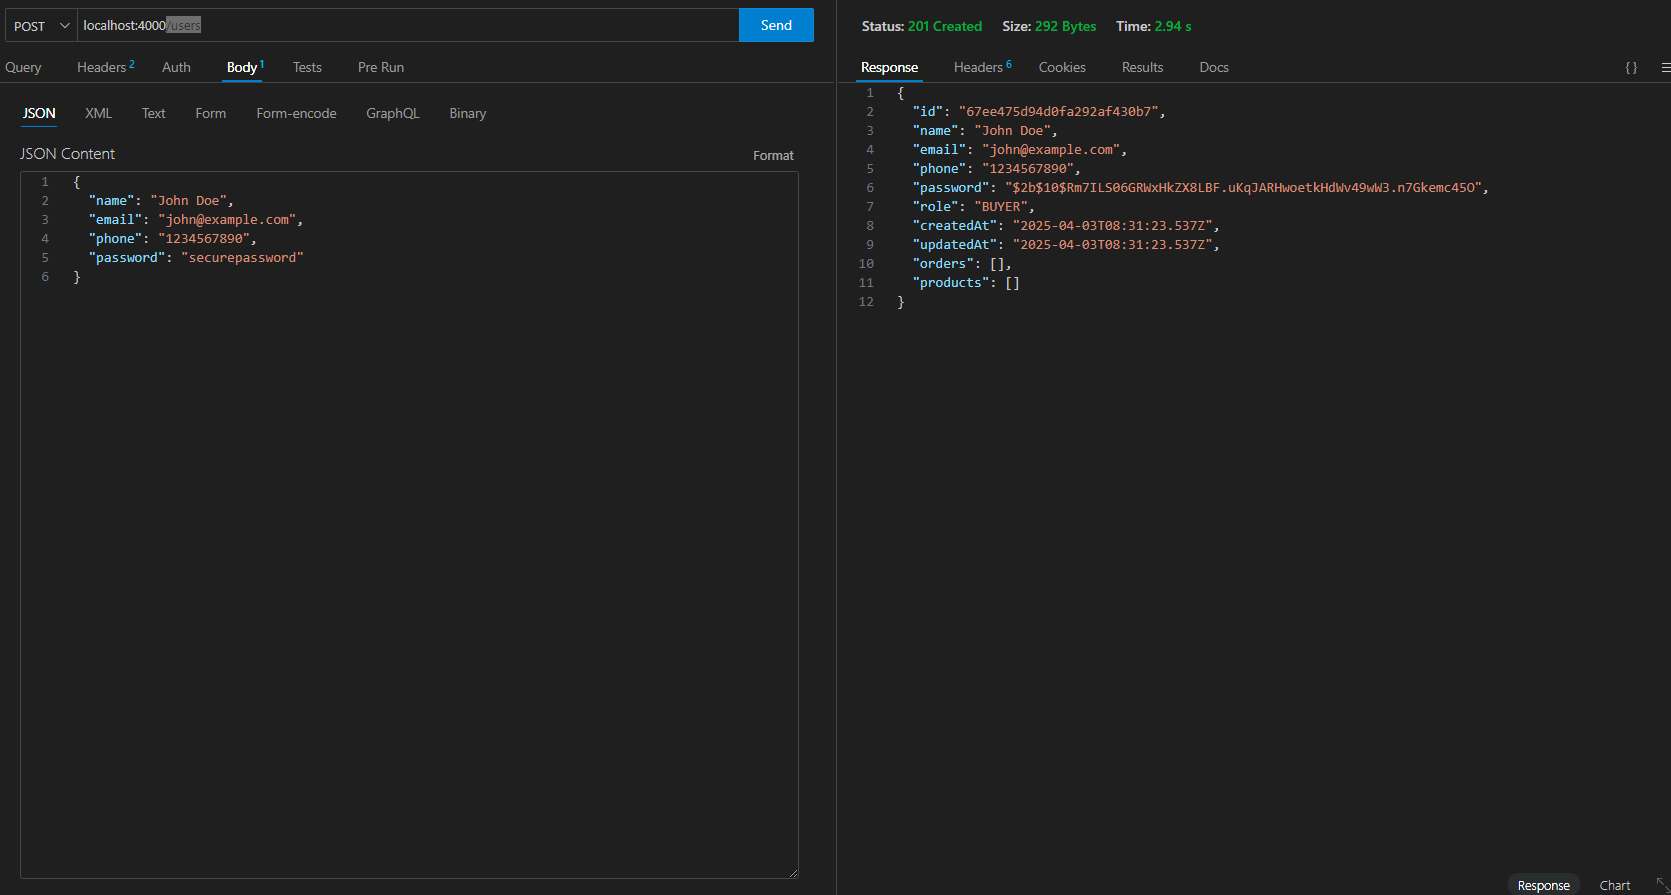 POST localhost:4000/users Send
Query Headers 2 Auth Body 1 Tests Pre Run
JSON XML Text Form Form-encode GraphQL Binary
JSON Content Format
1 {
2 "name": "John Doe",
3 "email": "john@example.com",
4 "phone": "1234567890",
5 "password": "securepassword"
6 }
Status: 201 Created Size: 292 Bytes Time: 2.94 s
Response Headers 6 Cookies Results Docs { }
1 {
2 "id": "67ee475d94d0fa292af430b7",
3 "name": "John Doe",
4 "email": "john@example.com",
5 "phone": "1234567890",
6 "password": "$2b$10$Rm7ILS06GRWxHkZX8LBF.uKqJARHwoetkHdWv49wW3.n7Gkemc45O",
7 "role": "BUYER",
8 "createdAt": "2025-04-03T08:31:23.537Z",
9 "updatedAt": "2025-04-03T08:31:23.537Z",
10 "orders": [],
11 "products": []
12 }
Response Chart